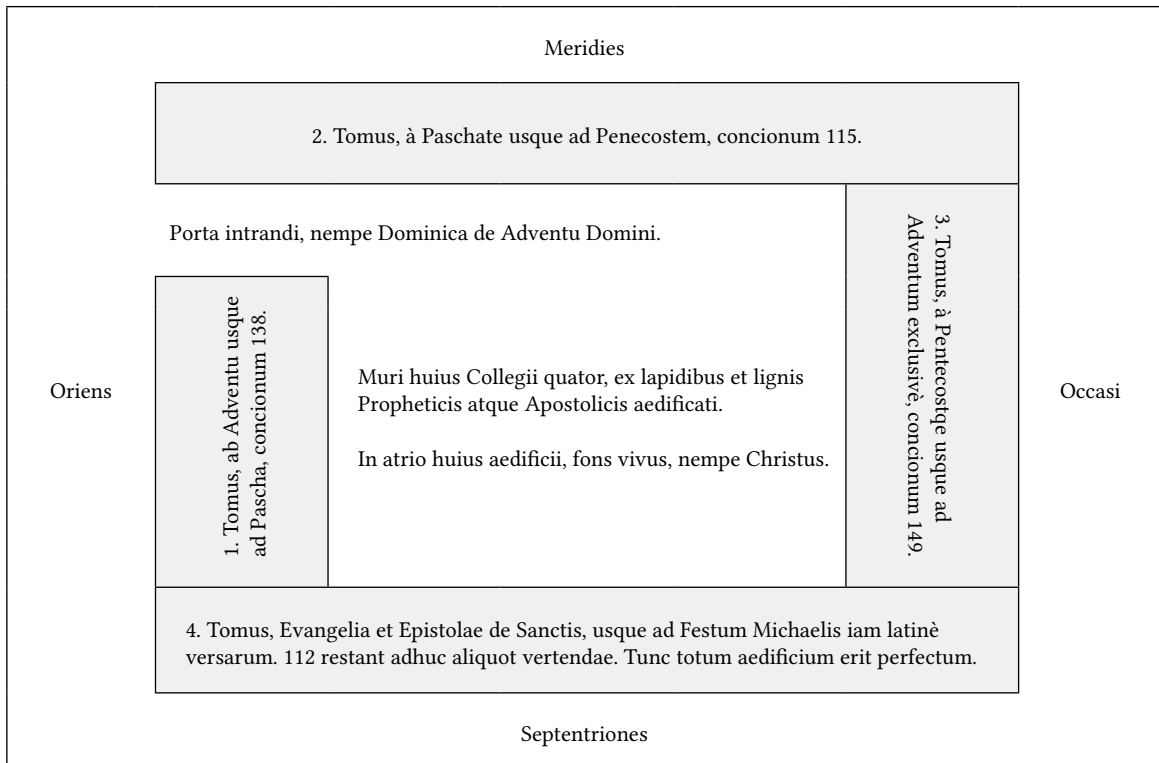 Meridies
2. Tomus, à Paschate usque ad Penecostem, concionum 115.
Porta intrandi, nempe Dominica de Adventu Domini.
3. Tomus, à Pentecostqe usque ad
Adventum exclusivè, concionum 149.
1. Tomus, ab Adventu usque
ad Pascha, concionum 138.
Oriens
Muri huius Collegii quator, ex lapidibus et lignis
Propheticis atque Apostolicis aedificati.
In atrio huius aedificii, fons vivus, nempe Christus.
Occasi
4. Tomus, Evangelia et Epistolae de Sanctis, usque ad Festum Michaelis iam latinè
versarum. 112 restant adhuc aliquot vertendae. Tunc totum aedificium erit perfectum.
Septentriones